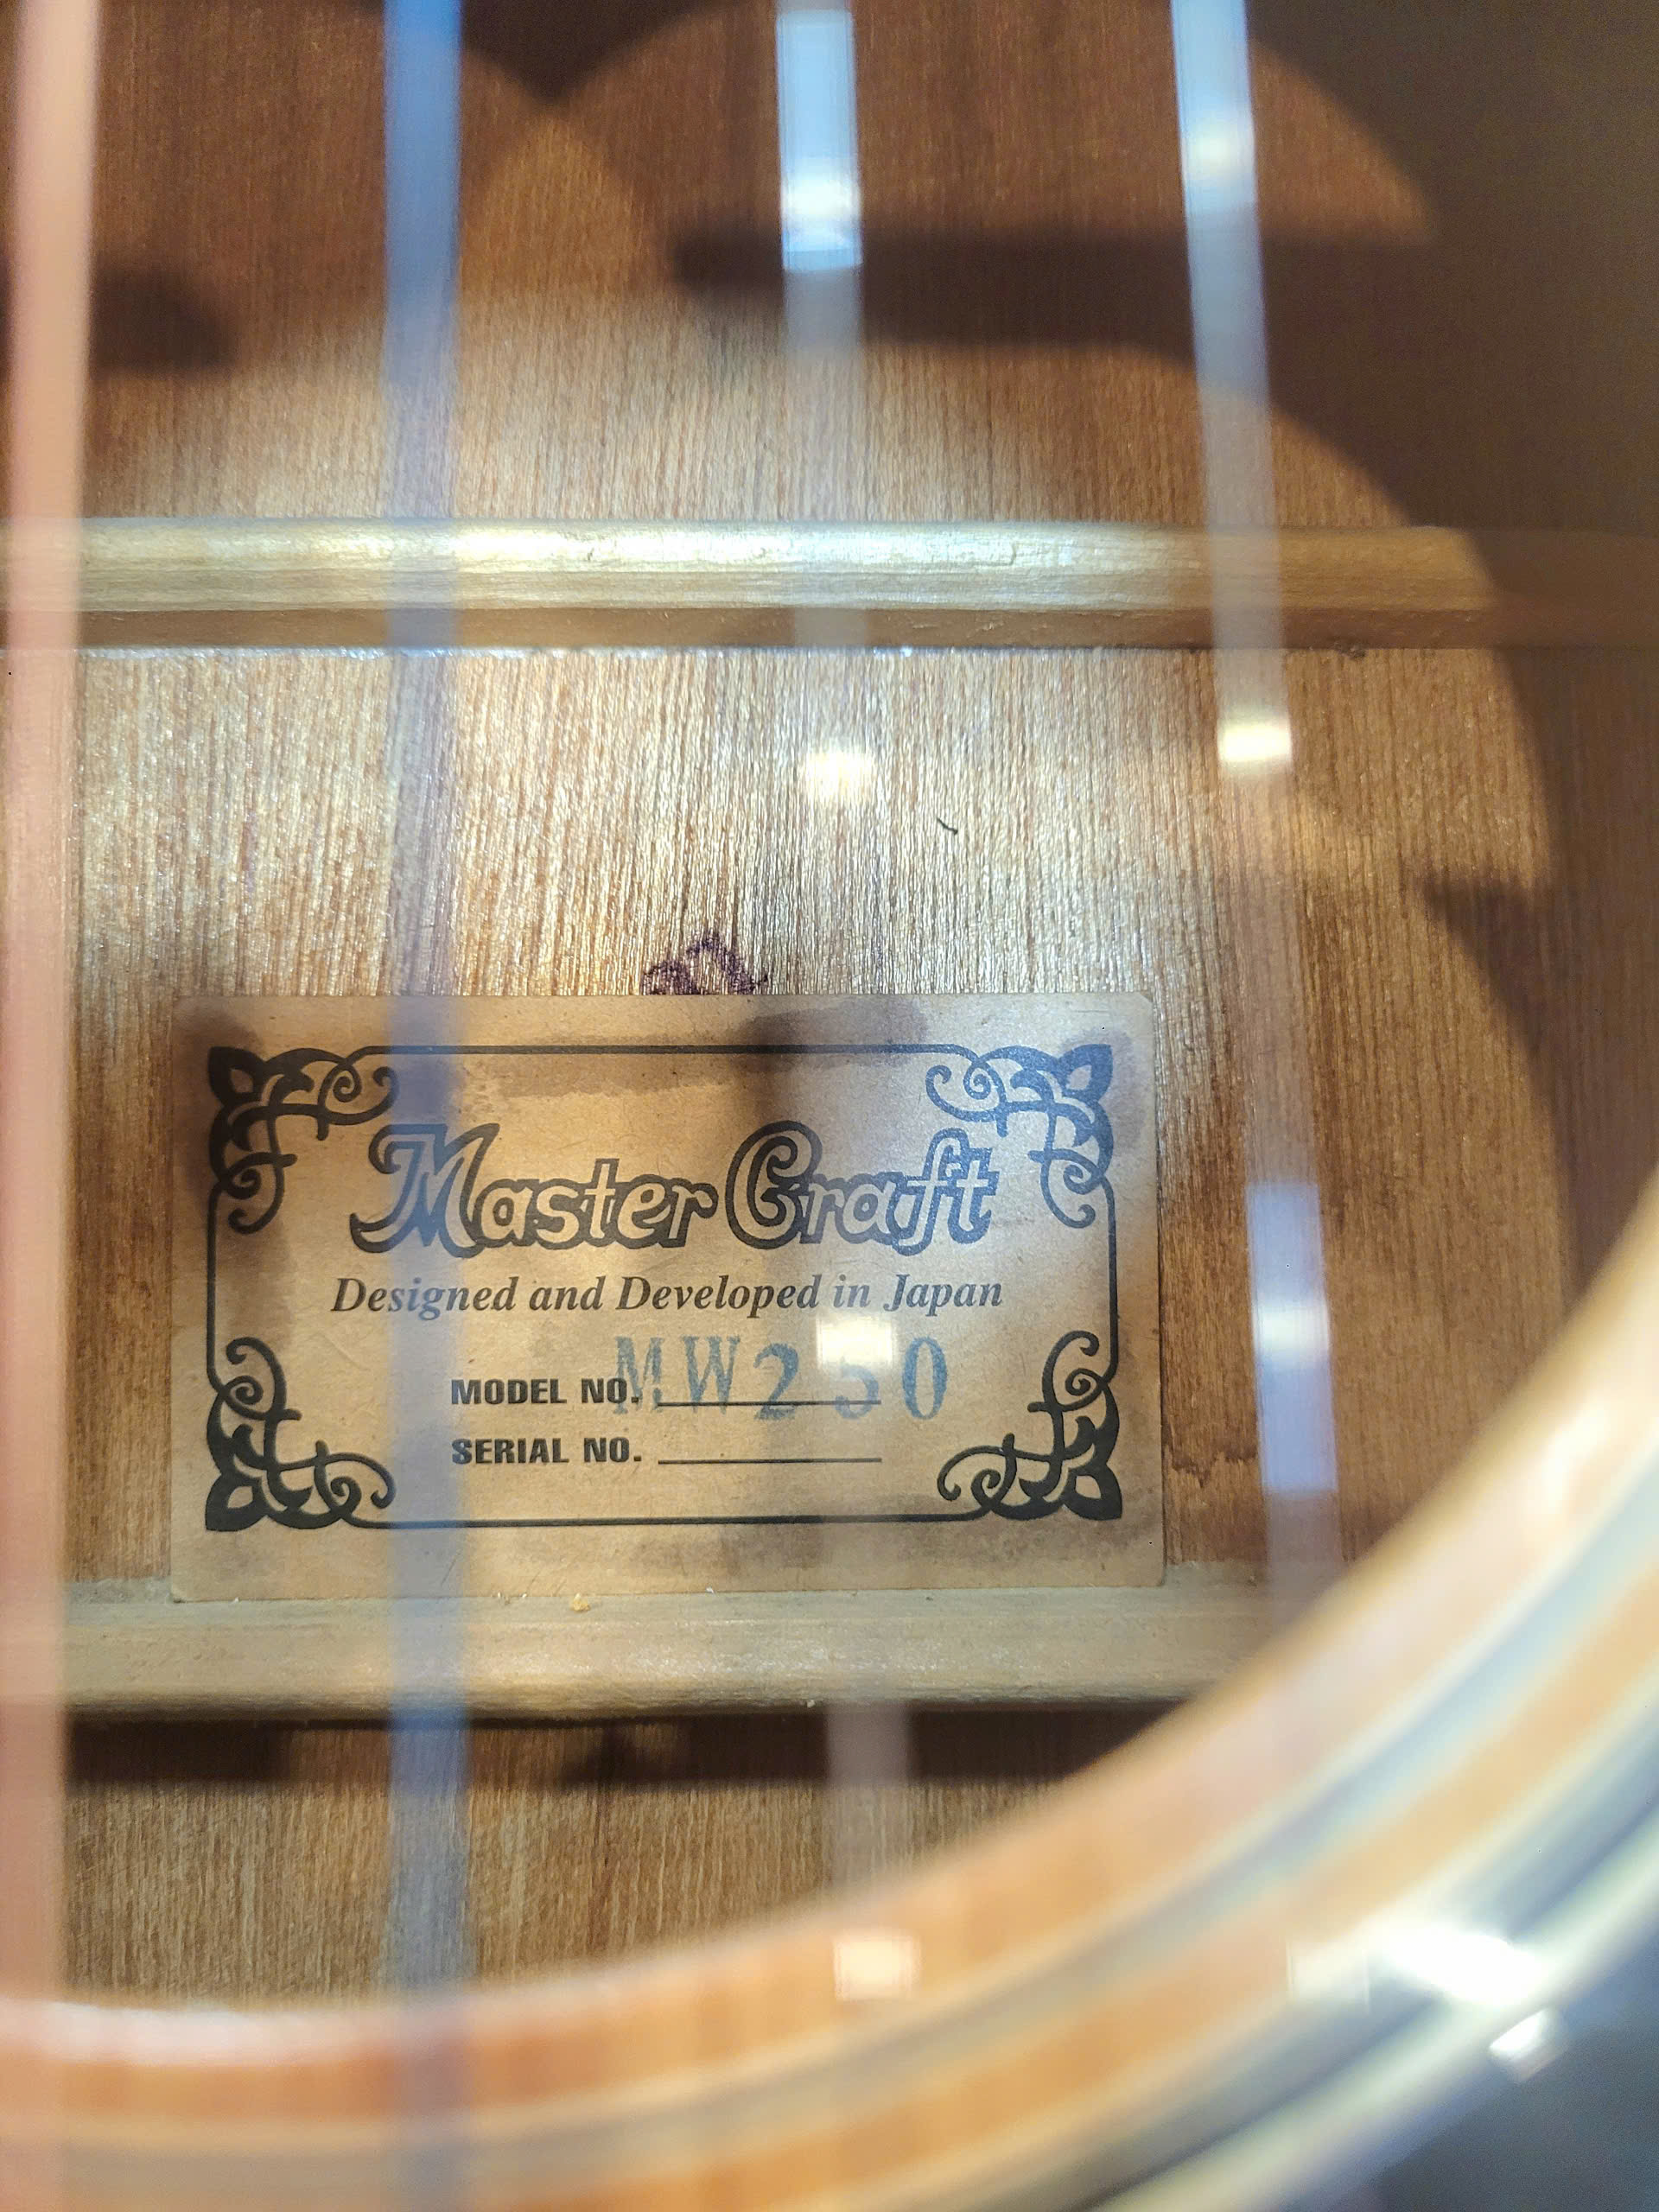 Master Craft
Designed and Developed in Japan
MODEL NO. MW250
SERIAL NO.